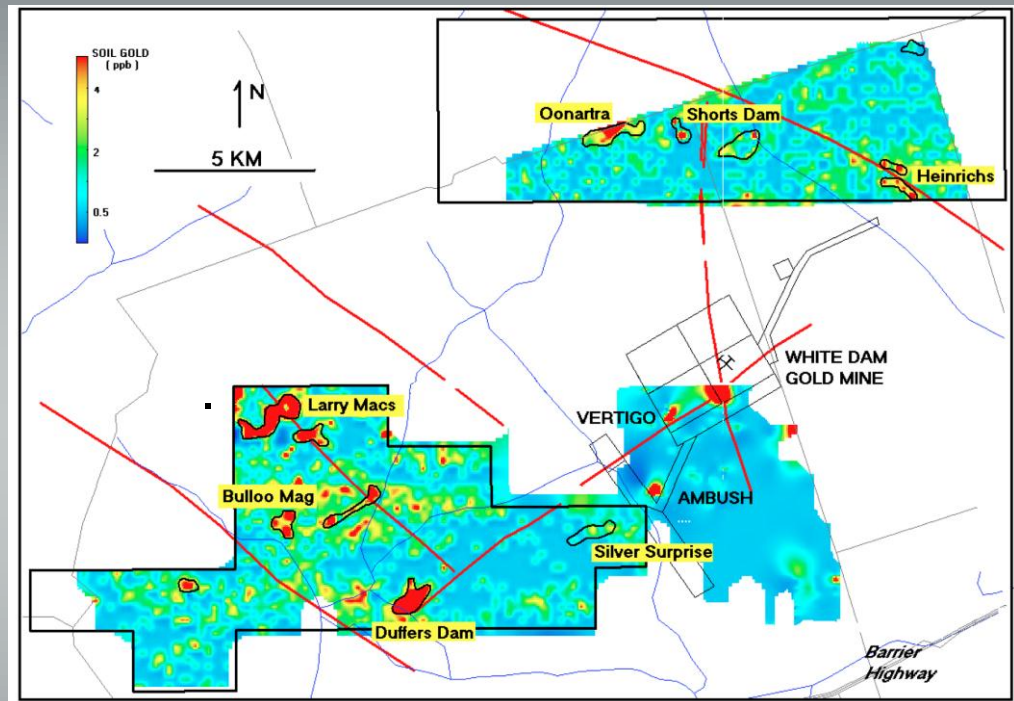 SOIL GOLD
( ppb )
4
2
0.5
N
5 KM
Oonartra
Shorts Dam
Heinrichs
WHITE DAM
GOLD MINE
VERTIGO
AMBUSH
Larry Macs
Bulloo Mag
Silver Surprise
Duffers Dam
Barrier
Highway